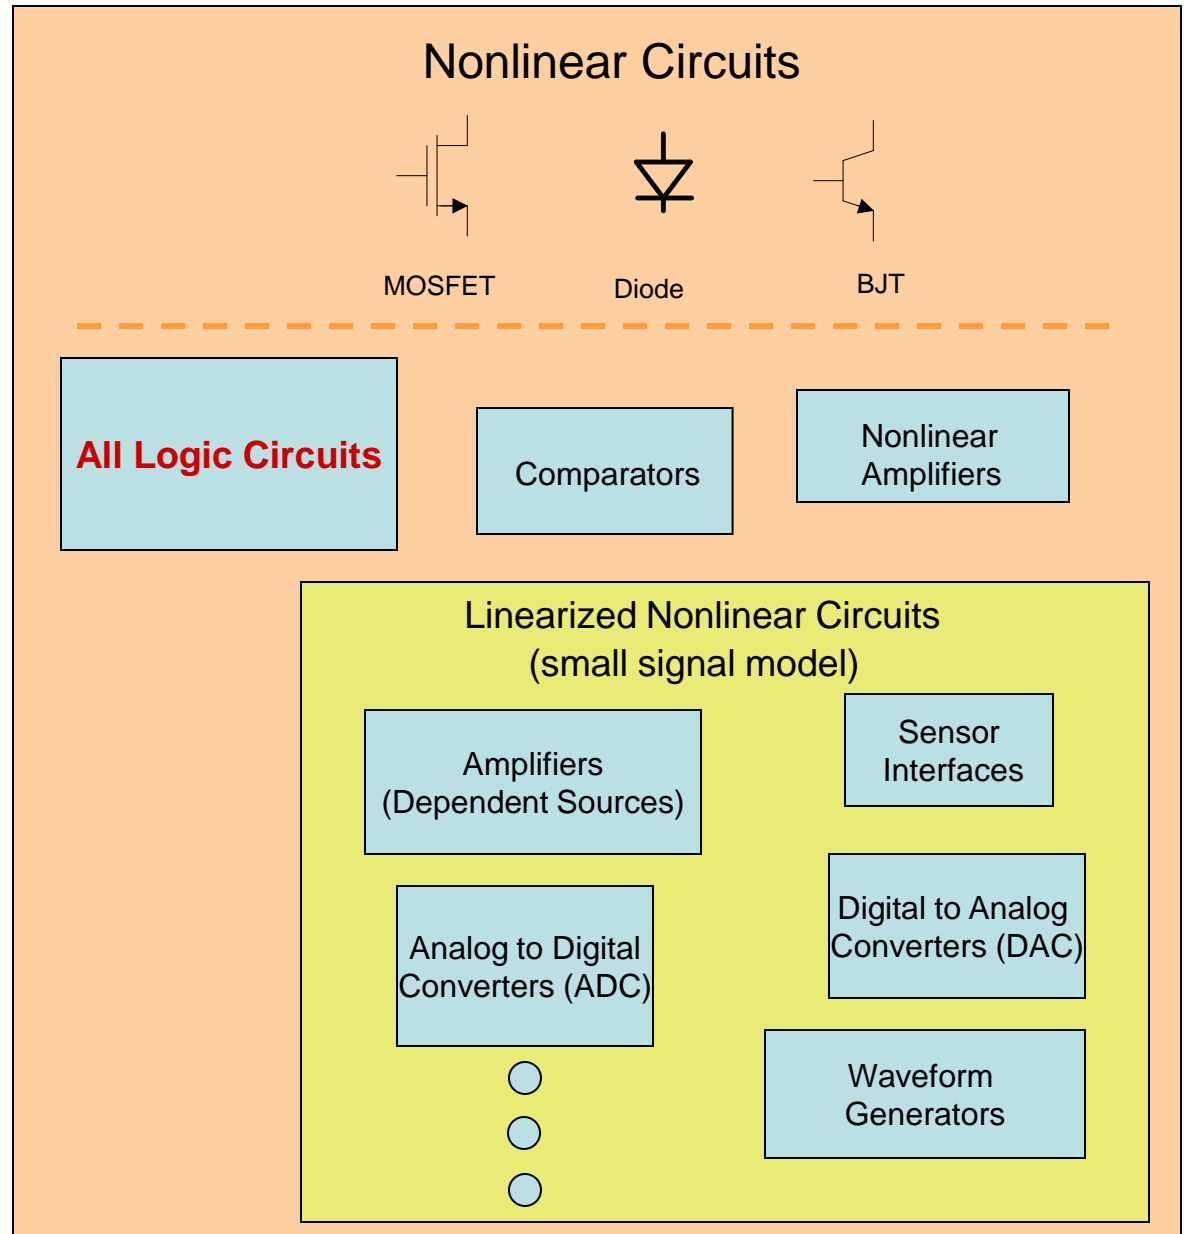 Nonlinear Circuits
MOSFET
Diode
BJT
All Logic Circuits
Comparators
Nonlinear
Amplifiers
Linearized Nonlinear Circuits
(small signal model)
Amplifiers
(Dependent Sources)
Sensor
Interfaces
Analog to Digital
Converters (ADC)
Digital to Analog
Converters (DAC)
Waveform
Generators